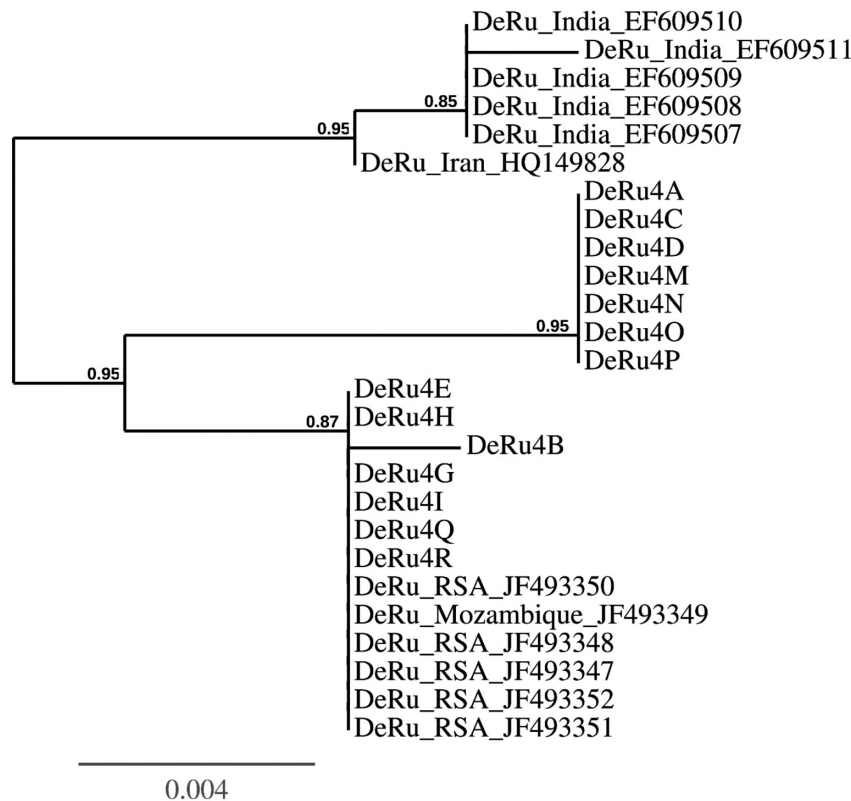 DeRu_India_EF609510
DeRu_India_EF609511
DeRu_India_EF609509
0.85
DeRu_India_EF609508
DeRu_India_EF609507
0.95
DeRu_Iran_HQ149828
DeRu4A
DeRu4C
DeRu4D
DeRu4M
DeRu4N
0.95
DeRu4O
DeRu4P
0.95
DeRu4E
DeRu4H
0.87
DeRu4B
DeRu4G
DeRu4I
DeRu4Q
DeRu4R
DeRu_RSA_JF493350
DeRu_Mozambique_JF493349
DeRu_RSA_JF493348
DeRu_RSA_JF493347
DeRu_RSA_JF493352
DeRu_RSA_JF493351
0.004